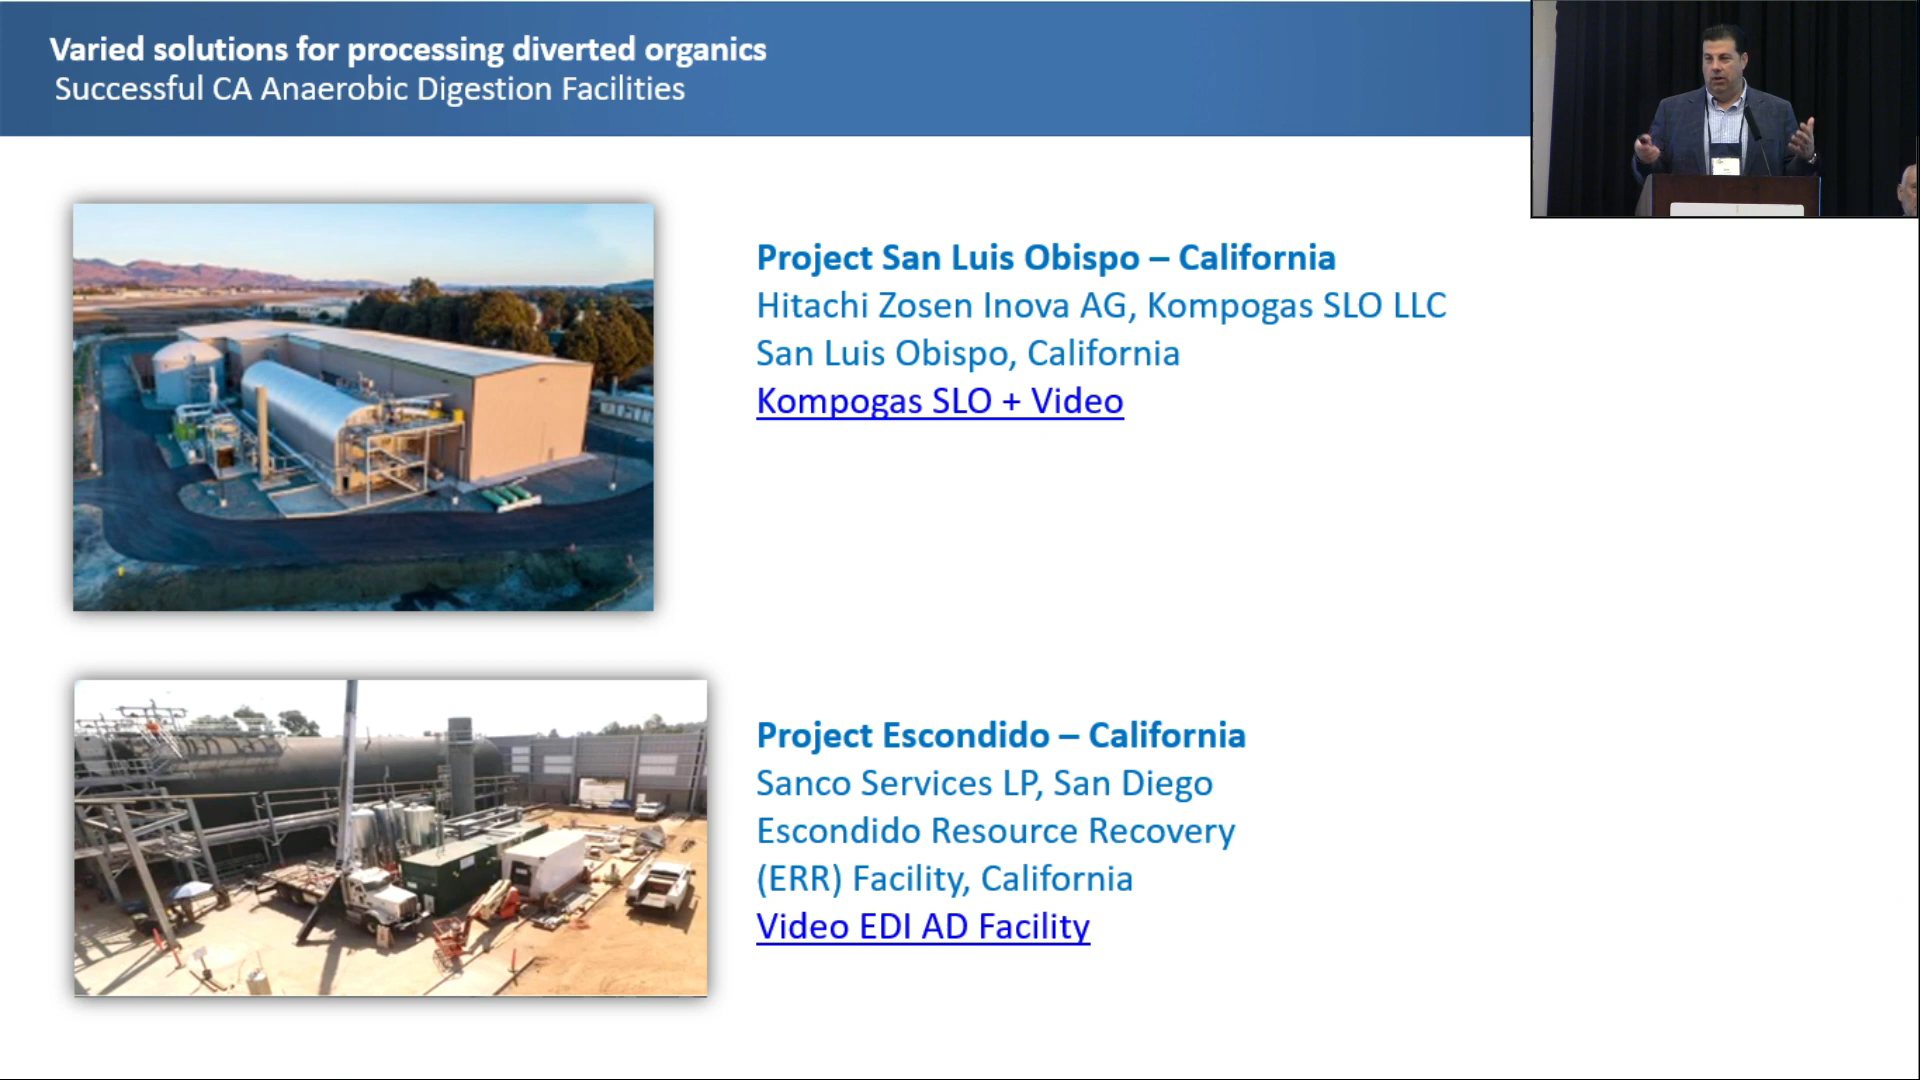 Varied solutions for processing diverted organics
Successful CA Anaerobic Digestion Facilities
Project San Luis Obispo – California
Hitachi Zosen Inova AG, Kompogas SLO LLC
San Luis Obispo, California
Kompogas SLO + Video
Project Escondido – California
Sanco Services LP, San Diego
Escondido Resource Recovery
(ERR) Facility, California
Video EDI AD Facility